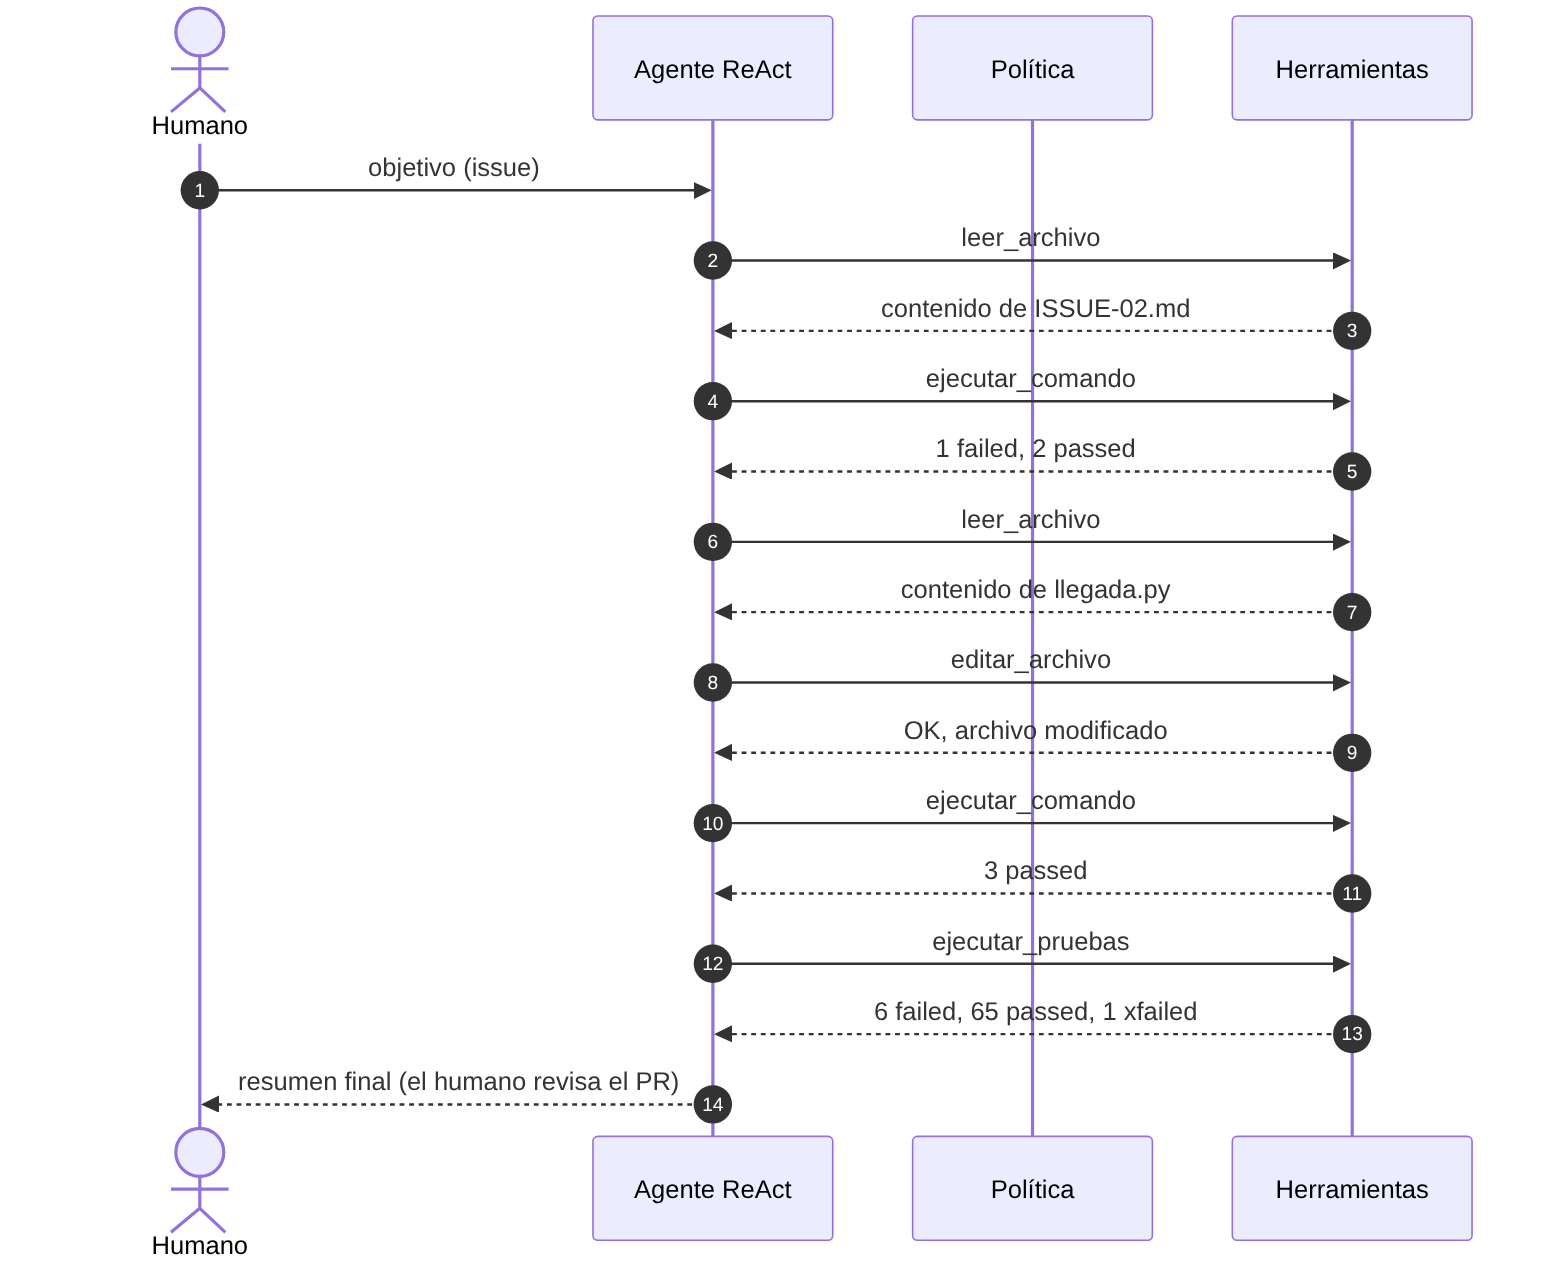 Humano
Agente ReAct
Política
Herramientas
objetivo (issue)
1
leer_archivo
2
contenido de ISSUE-02.md
3
ejecutar_comando
4
1 failed, 2 passed
5
leer_archivo
6
contenido de llegada.py
7
editar_archivo
8
OK, archivo modificado
9
ejecutar_comando
10
3 passed
11
ejecutar_pruebas
12
6 failed, 65 passed, 1 xfailed
13
resumen final (el humano revisa el PR)
14
Humano
Agente ReAct
Política
Herramientas